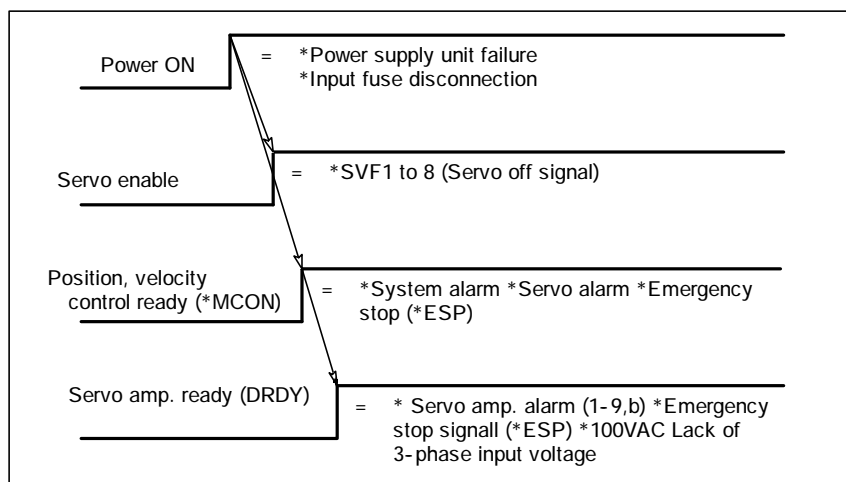 Power ON
= *Power supply unit failure
*Input fuse disconnection
Servo enable
= *SVF1 to 8 (Servo off signal)
Position, velocity
control ready (*MCON)
= *System alarm *Servo alarm *Emergency
stop (*ESP)
Servo amp. ready (DRDY)
= * Servo amp. alarm (1-9,b) *Emergency
stop signall (*ESP) *100VAC Lack of
3-phase input voltage